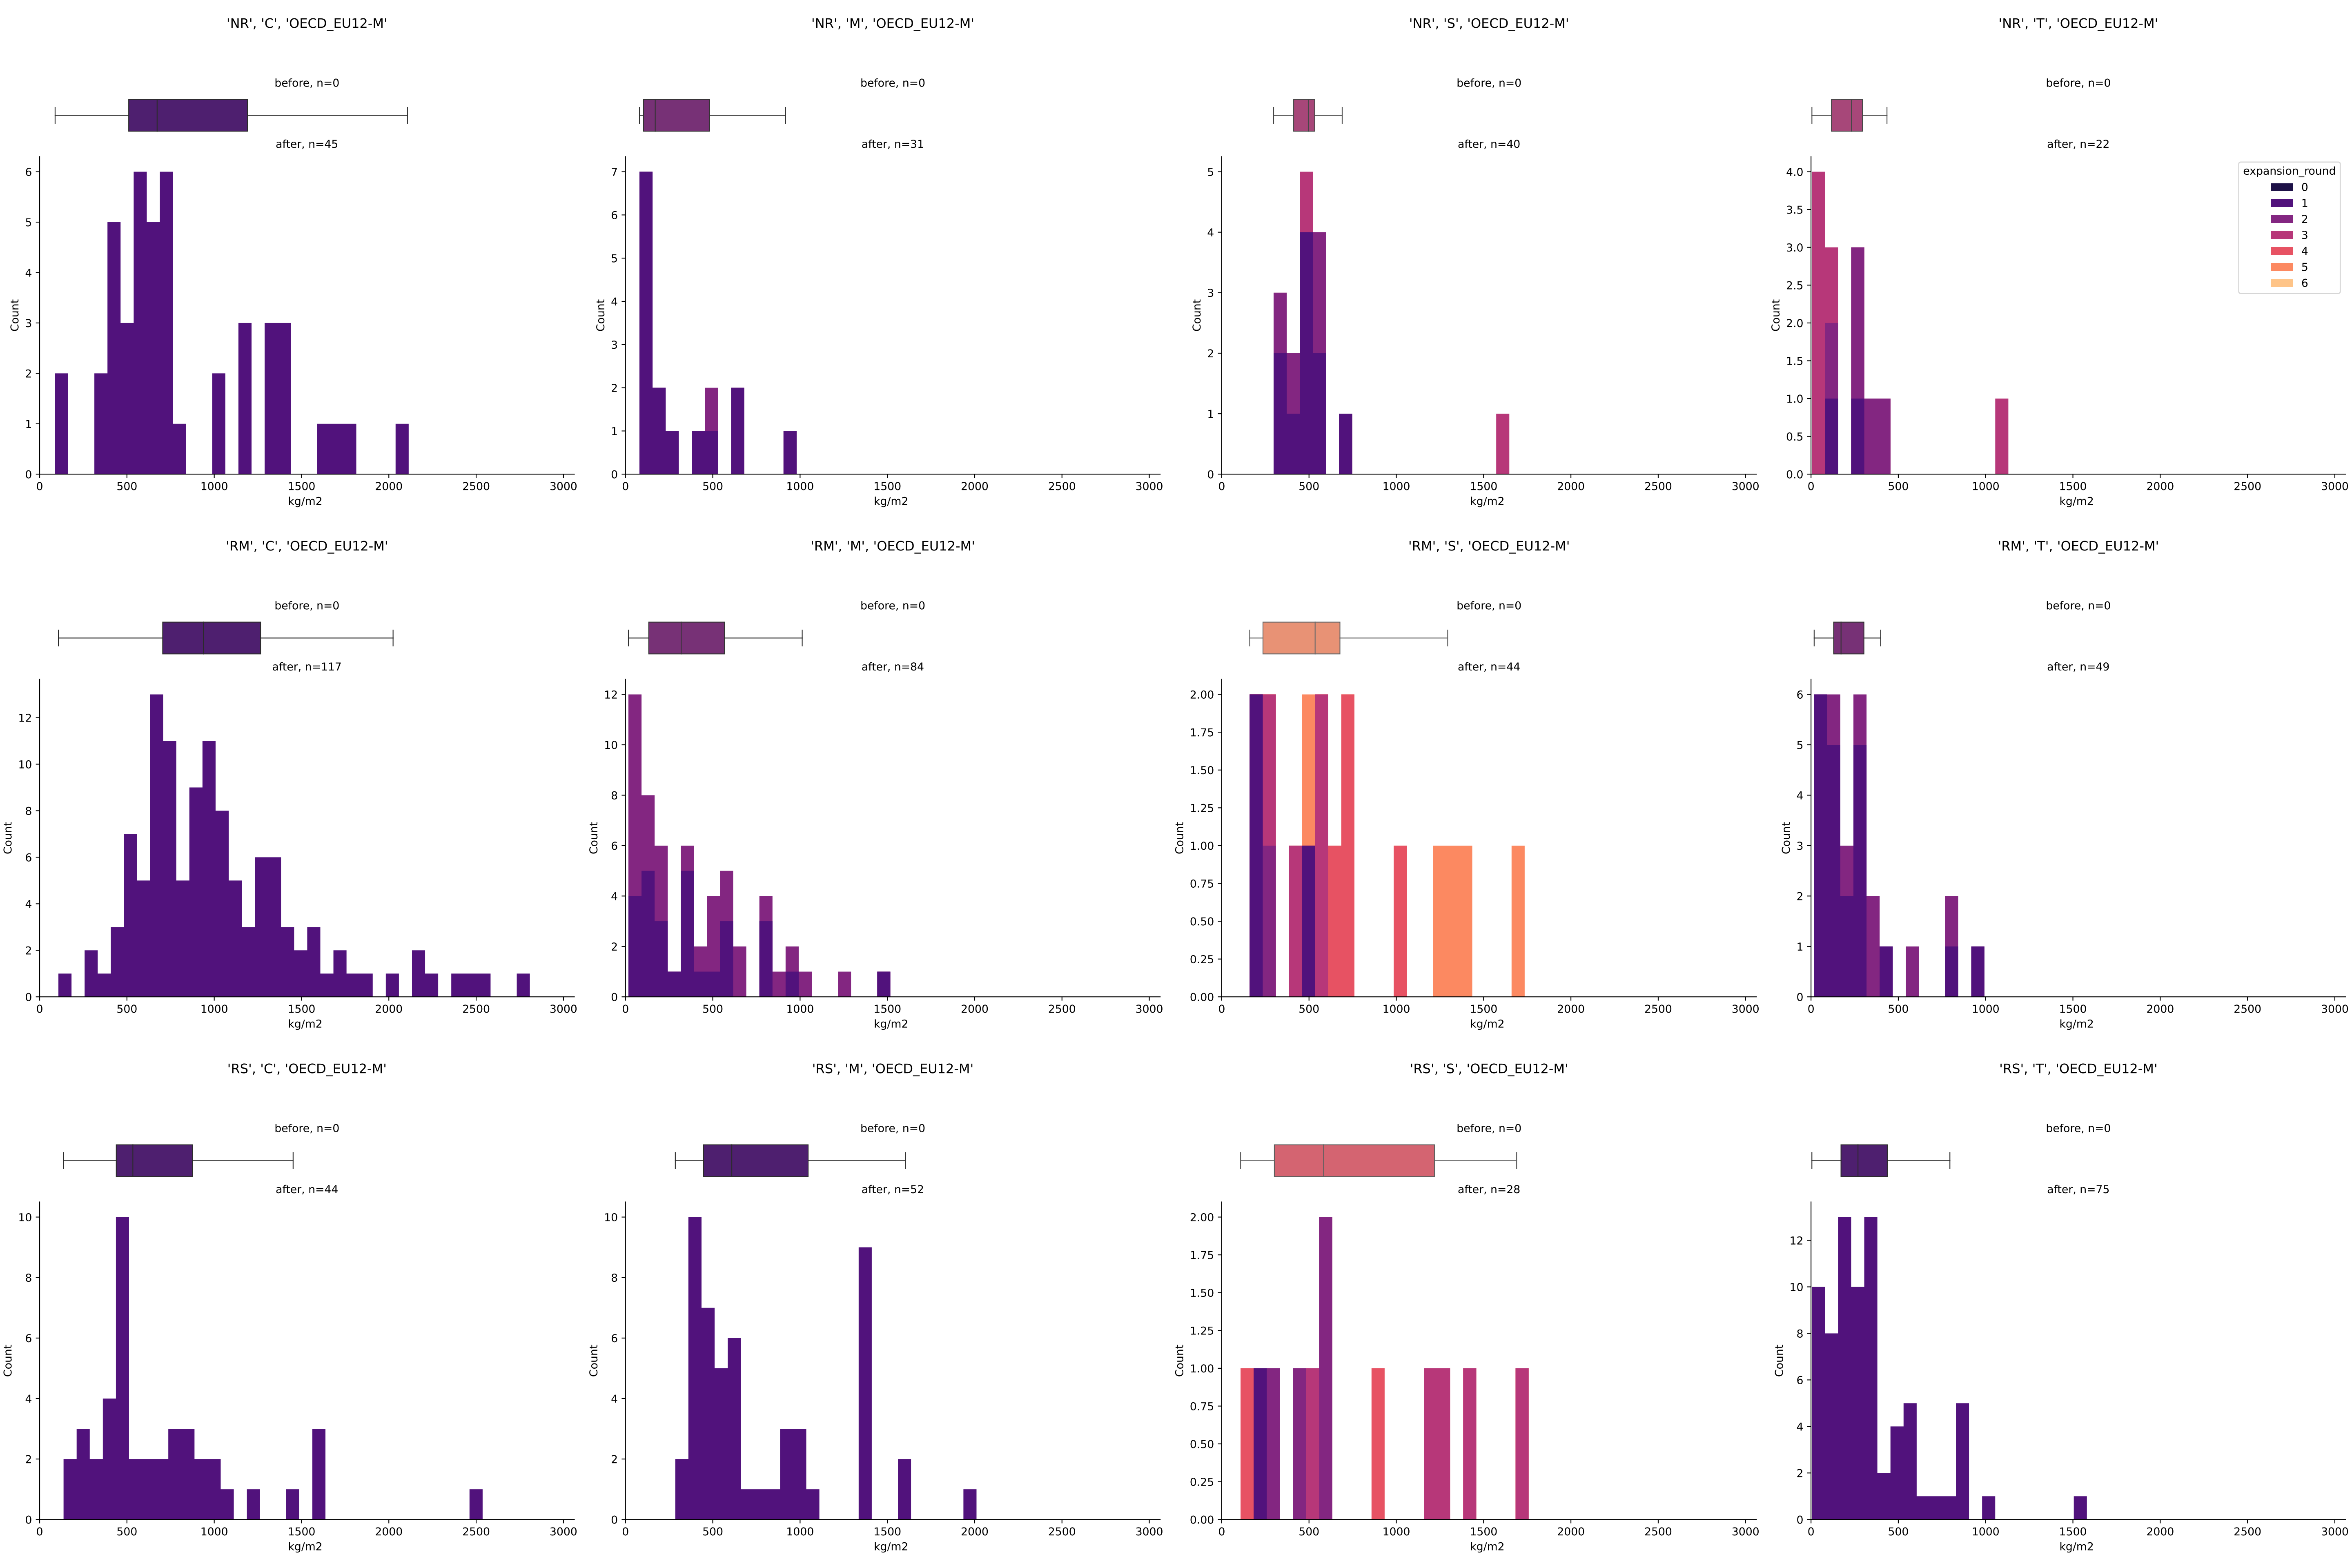 'NR', 'C', 'OECD_EU12-M'
before, n=0
after, n=45
6
5
4
3
2
1
0
Count
0 500 1000 1500 2000 2500 3000
kg/m2
'NR', 'M', 'OECD_EU12-M'
before, n=0
after, n=31
7
6
5
4
3
2
1
0
Count
0 500 1000 1500 2000 2500 3000
kg/m2
'NR', 'S', 'OECD_EU12-M'
before, n=0
after, n=40
5
4
3
2
1
0
Count
0 500 1000 1500 2000 2500 3000
kg/m2
'NR', 'T', 'OECD_EU12-M'
before, n=0
after, n=22
4.0
3.5
3.0
2.5
2.0
1.5
1.0
0.5
0.0
Count
expansion_round
0
1
2
3
4
5
6
0 500 1000 1500 2000 2500 3000
kg/m2
'RM', 'C', 'OECD_EU12-M'
before, n=0
after, n=117
12
10
8
6
4
2
0
Count
0 500 1000 1500 2000 2500 3000
kg/m2
'RM', 'M', 'OECD_EU12-M'
before, n=0
after, n=84
12
10
8
6
4
2
0
Count
0 500 1000 1500 2000 2500 3000
kg/m2
'RM', 'S', 'OECD_EU12-M'
before, n=0
after, n=44
2.00
1.75
1.50
1.25
1.00
0.75
0.50
0.25
0.00
Count
0 500 1000 1500 2000 2500 3000
kg/m2
'RM', 'T', 'OECD_EU12-M'
before, n=0
after, n=49
6
5
4
3
2
1
0
Count
0 500 1000 1500 2000 2500 3000
kg/m2
'RS', 'C', 'OECD_EU12-M'
before, n=0
after, n=44
10
8
6
4
2
0
Count
0 500 1000 1500 2000 2500 3000
kg/m2
'RS', 'M', 'OECD_EU12-M'
before, n=0
after, n=52
10
8
6
4
2
0
Count
0 500 1000 1500 2000 2500 3000
kg/m2
'RS', 'S', 'OECD_EU12-M'
before, n=0
after, n=28
2.00
1.75
1.50
1.25
1.00
0.75
0.50
0.25
0.00
Count
0 500 1000 1500 2000 2500 3000
kg/m2
'RS', 'T', 'OECD_EU12-M'
before, n=0
after, n=75
12
10
8
6
4
2
0
Count
0 500 1000 1500 2000 2500 3000
kg/m2